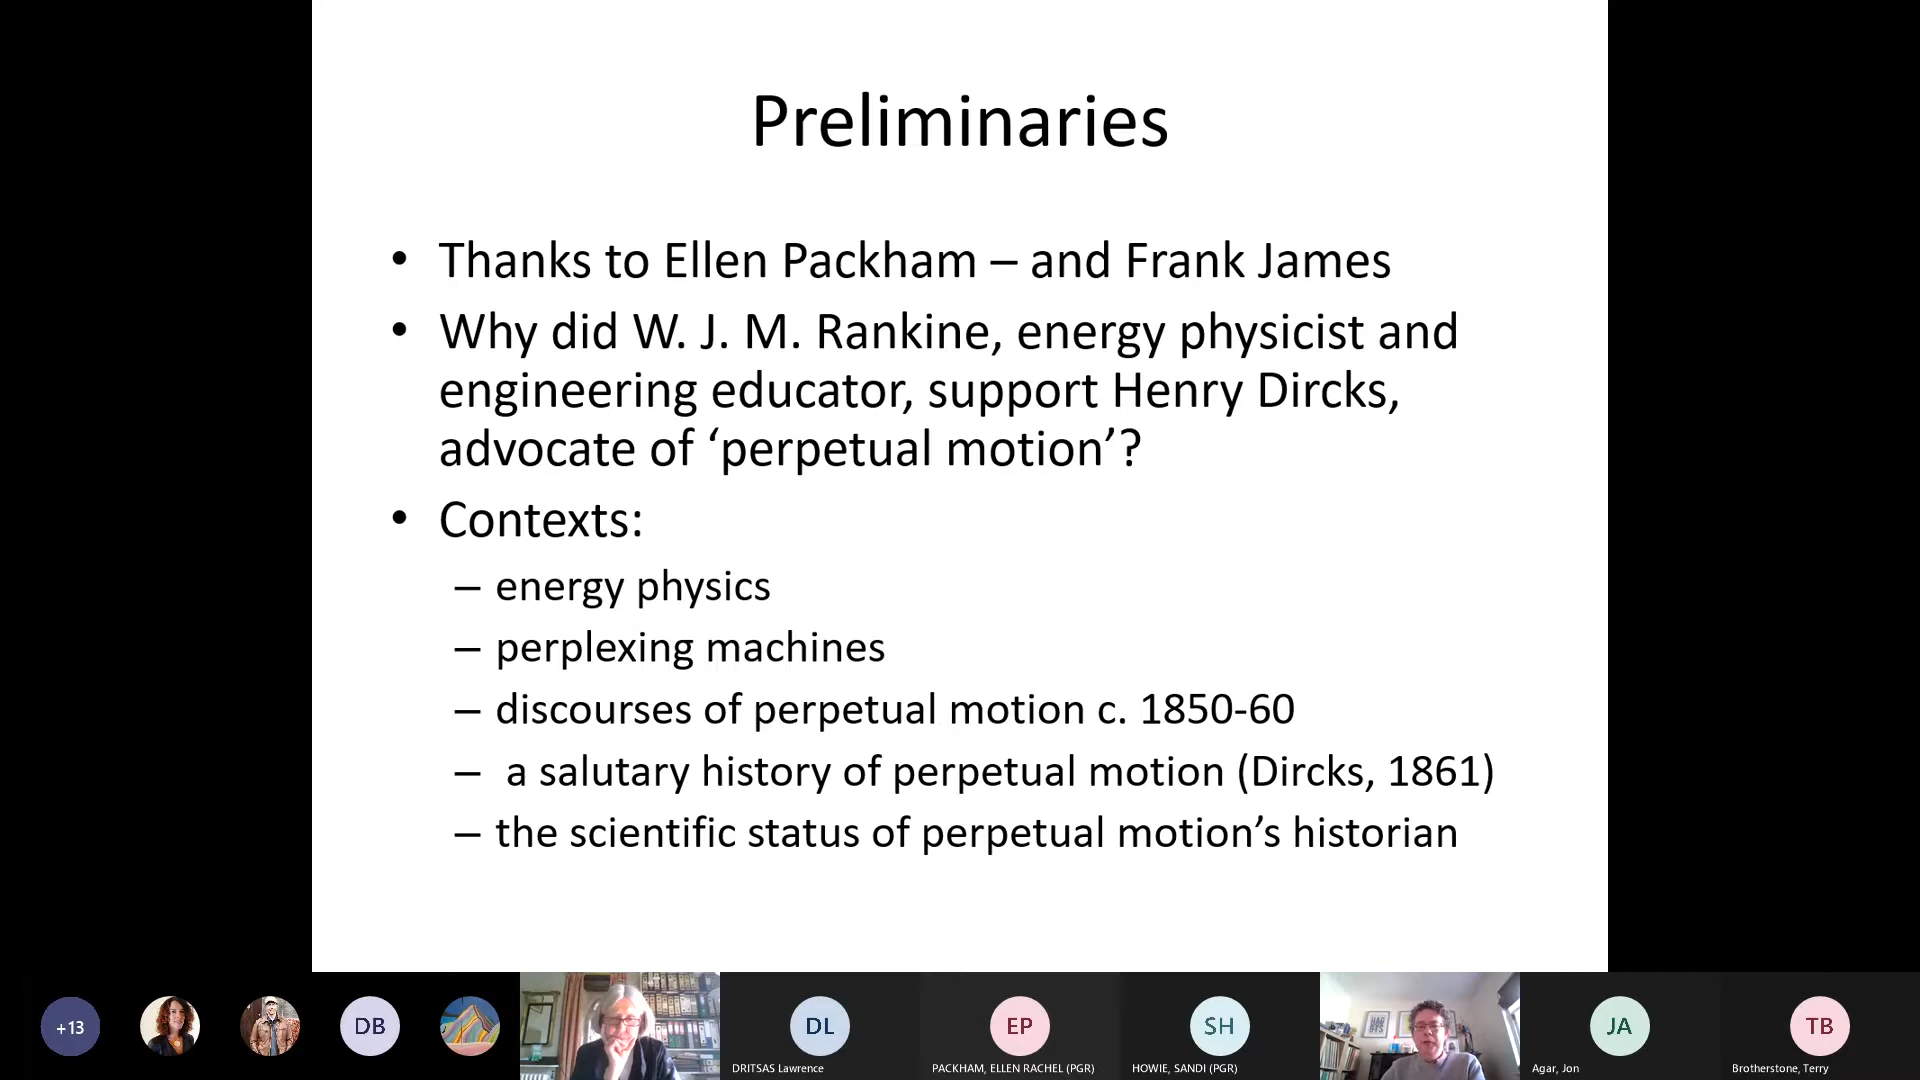 Preliminaries
• Thanks to Ellen Packham – and Frank James
• Why did W. J. M. Rankine, energy physicist and
engineering educator, support Henry Dircks,
advocate of ‘perpetual motion’?
• Contexts:
– energy physics
– perplexing machines
– discourses of perpetual motion c. 1850-60
– a salutary history of perpetual motion (Dircks, 1861)
– the scientific status of perpetual motion’s historian
+13
DB
DL
EP
SH
JA
TB
DRITSAS Lawrence
PACKHAM, ELLEN RACHEL (PGR)
HOWIE, SANDI (PGR)
Agar, Jon
Brotherstone, Terry